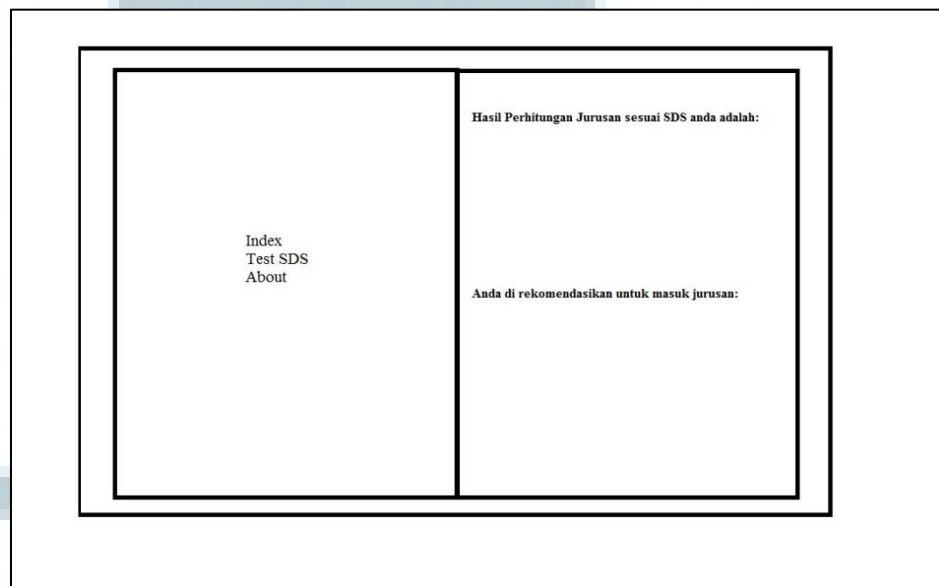 Index
Test SDS
About
Hasil Perhitungan Jurusan sesuai SDS anda adalah:
Anda di rekomendasikan untuk masuk jurusan: